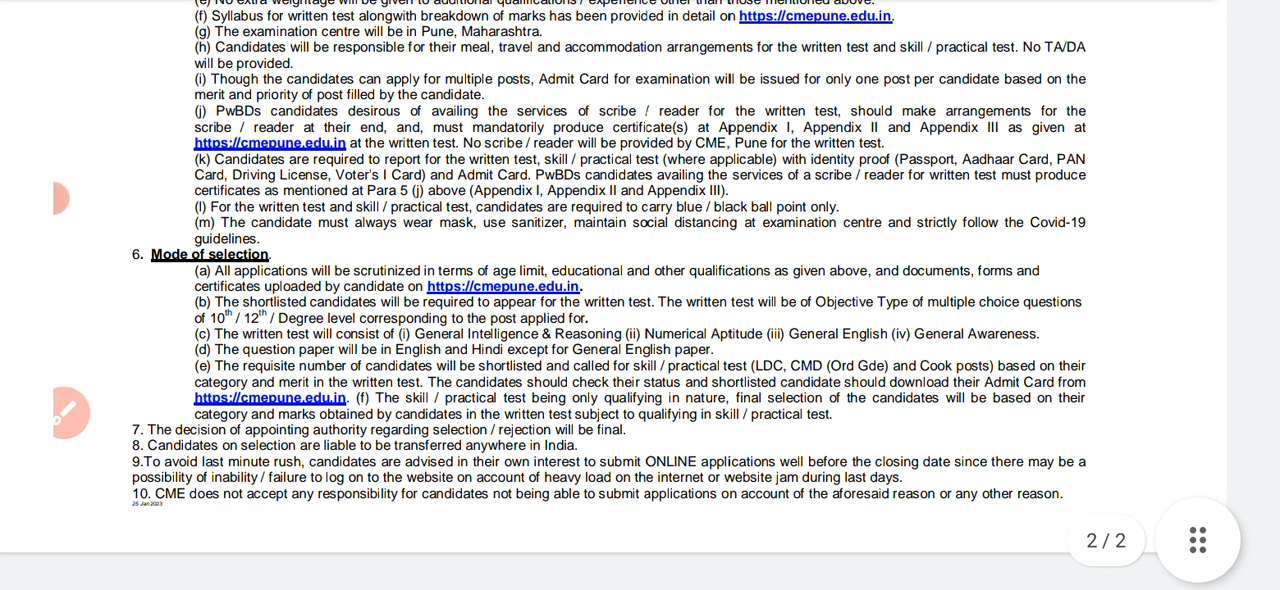 (e) No extra weightage will be given to additional qualifications / experience other than those mentioned above.
(f) Syllabus for written test alongwith breakdown of marks has been provided in detail on https://cmepune.edu.in.
(g) The examination centre will be in Pune, Maharashtra.
(h) Candidates will be responsible for their meal, travel and accommodation arrangements for the written test and skill / practical test. No TA/DA
will be provided.
(i) Though the candidates can apply for multiple posts, Admit Card for examination will be issued for only one post per candidate based on the
merit and priority of post filled by the candidate.
(j) PwBDs candidates desirous of availing the services of scribe / reader for the written test, should make arrangements for the
scribe / reader at their end, and, must mandatorily produce certificate(s) at Appendix I, Appendix II and Appendix III as given at
https://cmepune.edu.in at the written test. No scribe / reader will be provided by CME, Pune for the written test.
(k) Candidates are required to report for the written test, skill / practical test (where applicable) with identity proof (Passport, Aadhaar Card, PAN
Card, Driving License, Voter's I Card) and Admit Card. PwBDs candidates availing the services of a scribe / reader for written test must produce
certificates as mentioned at Para 5 (j) above (Appendix I, Appendix II and Appendix III).
(l) For the written test and skill / practical test, candidates are required to carry blue / black ball point only.
(m) The candidate must always wear mask, use sanitizer, maintain social distancing at examination centre and strictly follow the Covid-19
guidelines.
6. Mode of selection.
(a) All applications will be scrutinized in terms of age limit, educational and other qualifications as given above, and documents, forms and
certificates uploaded by candidate on https://cmepune.edu.in.
(b) The shortlisted candidates will be required to appear for the written test. The written test will be of Objective Type of multiple choice questions
of 10th / 12th / Degree level corresponding to the post applied for.
(c) The written test will consist of (i) General Intelligence & Reasoning (ii) Numerical Aptitude (iii) General English (iv) General Awareness.
(d) The question paper will be in English and Hindi except for General English paper.
(e) The requisite number of candidates will be shortlisted and called for skill / practical test (LDC, CMD (Ord Gde) and Cook posts) based on their
category and merit in the written test. The candidates should check their status and shortlisted candidate should download their Admit Card from
https://cmepune.edu.in. (f) The skill / practical test being only qualifying in nature, final selection of the candidates will be based on their
category and marks obtained by candidates in the written test subject to qualifying in skill / practical test.
7. The decision of appointing authority regarding selection / rejection will be final.
8. Candidates on selection are liable to be transferred anywhere in India.
9.To avoid last minute rush, candidates are advised in their own interest to submit ONLINE applications well before the closing date since there may be a
possibility of inability / failure to log on to the website on account of heavy load on the internet or website jam during last days.
10. CME does not accept any responsibility for candidates not being able to submit applications on account of the aforesaid reason or any other reason.
25 Jan 2023
2 / 2